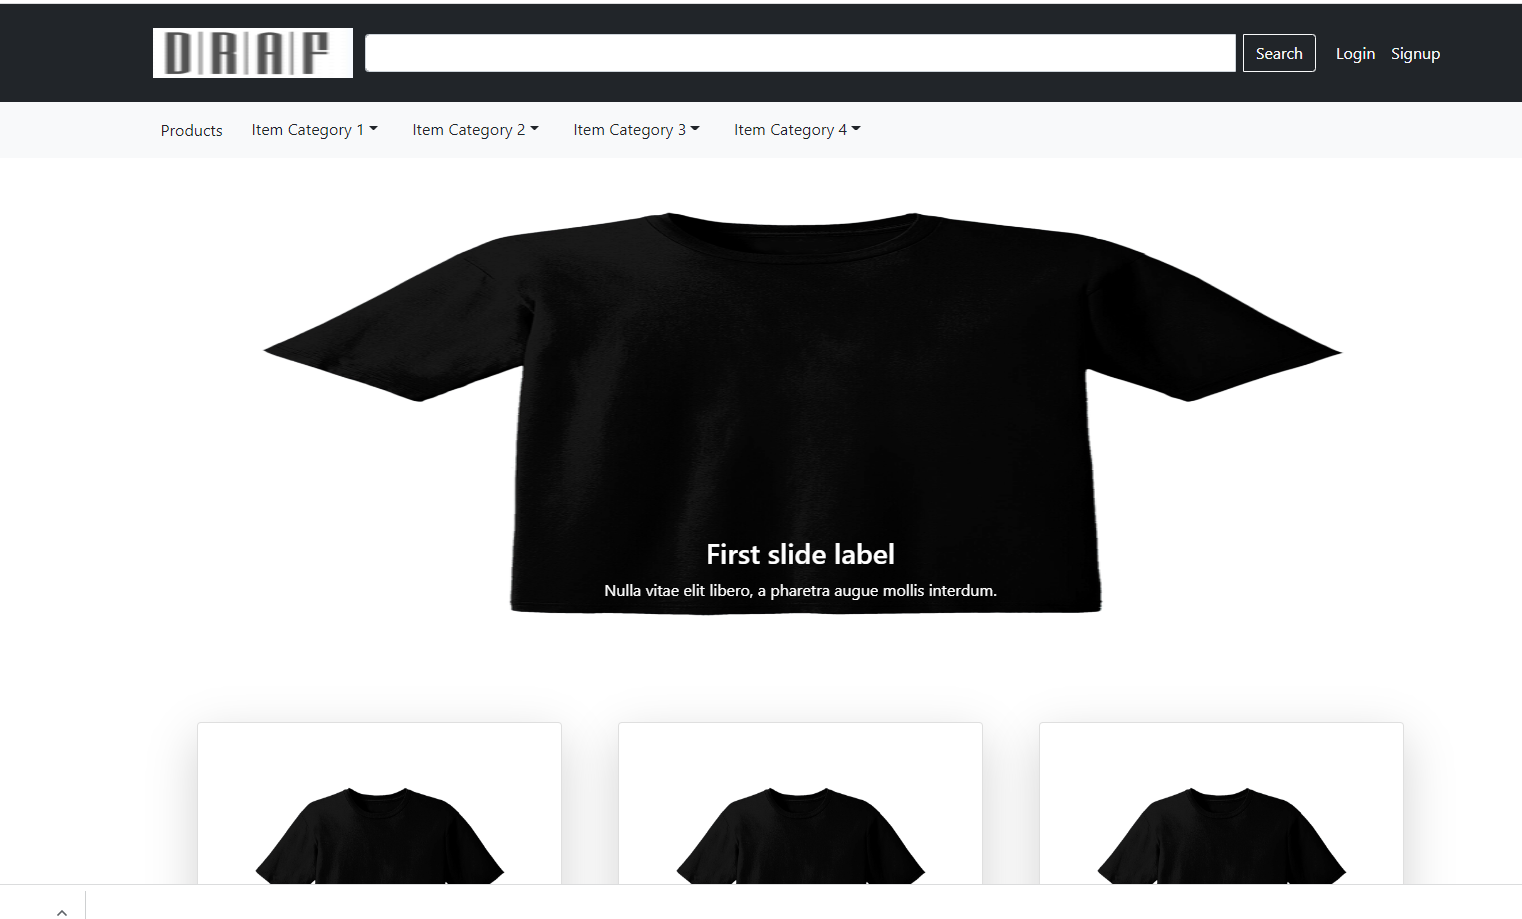 DRAF
Search
Login
Signup
Products
Item Category 1
Item Category 2
Item Category 3
Item Category 4
First slide label
Nulla vitae elit libero, a pharetra augue mollis interdum.